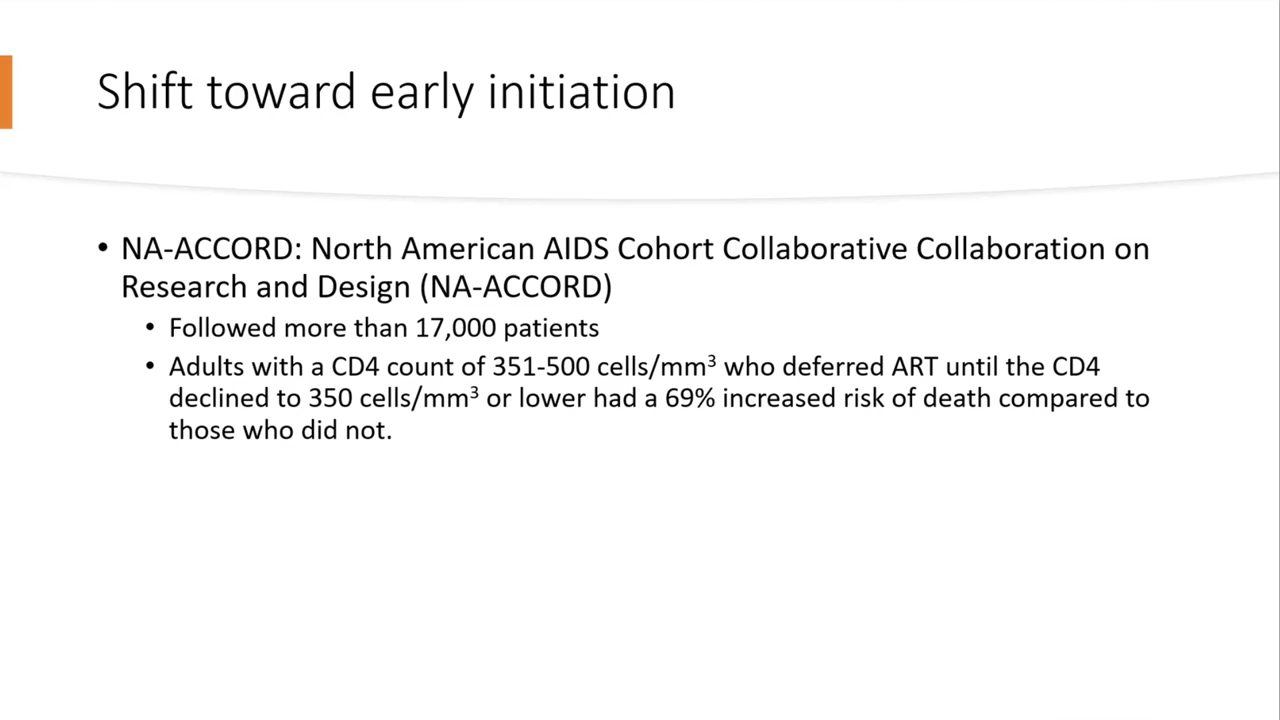 Shift toward early initiation
• NA-ACCORD: North American AIDS Cohort Collaborative Collaboration on
Research and Design (NA-ACCORD)
• Followed more than 17,000 patients
• Adults with a CD4 count of 351-500 cells/mm³ who deferred ART until the CD4
declined to 350 cells/mm³ or lower had a 69% increased risk of death compared to
those who did not.